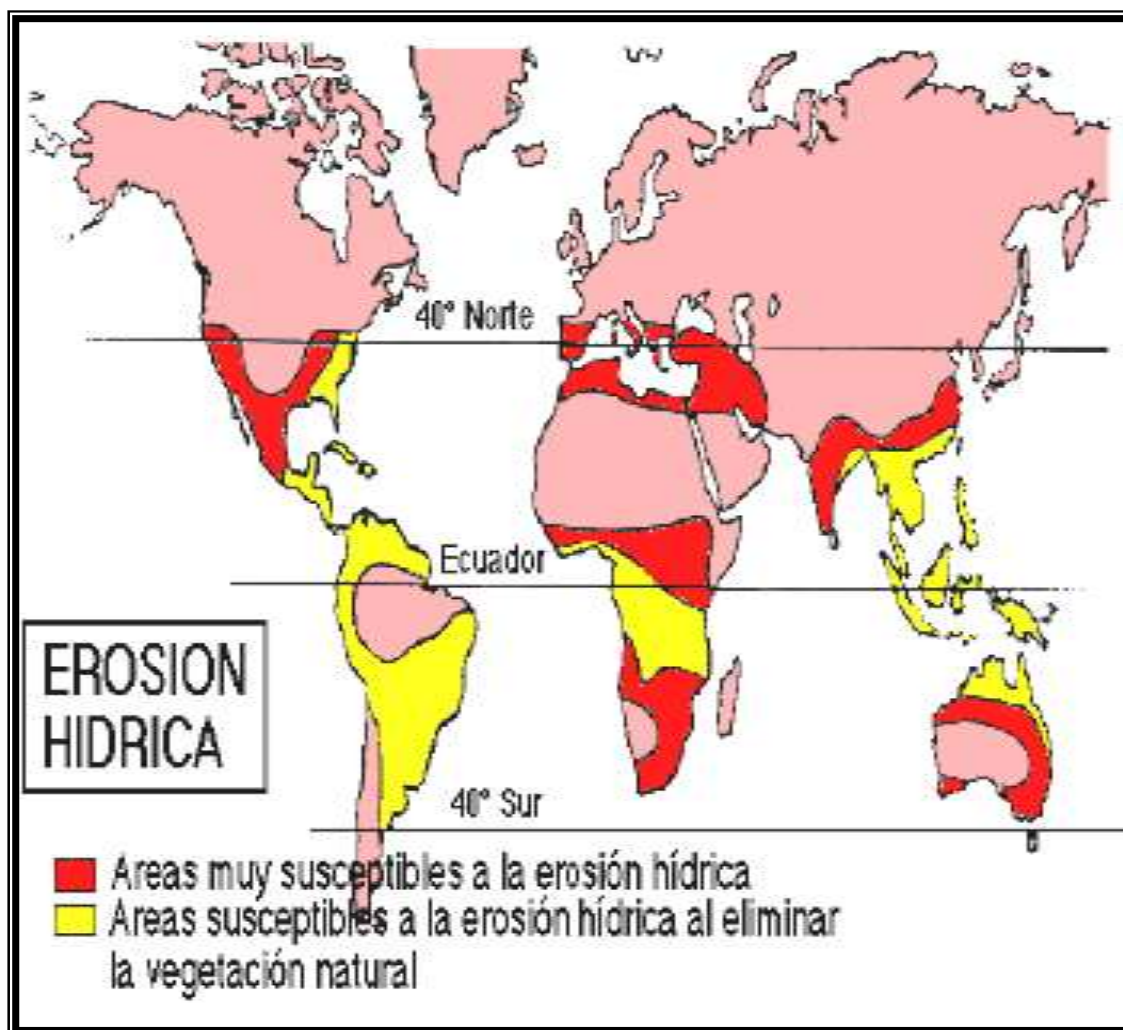 40° Norte
Ecuador
EROSION
HIDRICA
40° Sur
Areas muy susceptibles a la erosión hídrica
Areas susceptibles a la erosión hídrica al eliminar
la vegetación natural